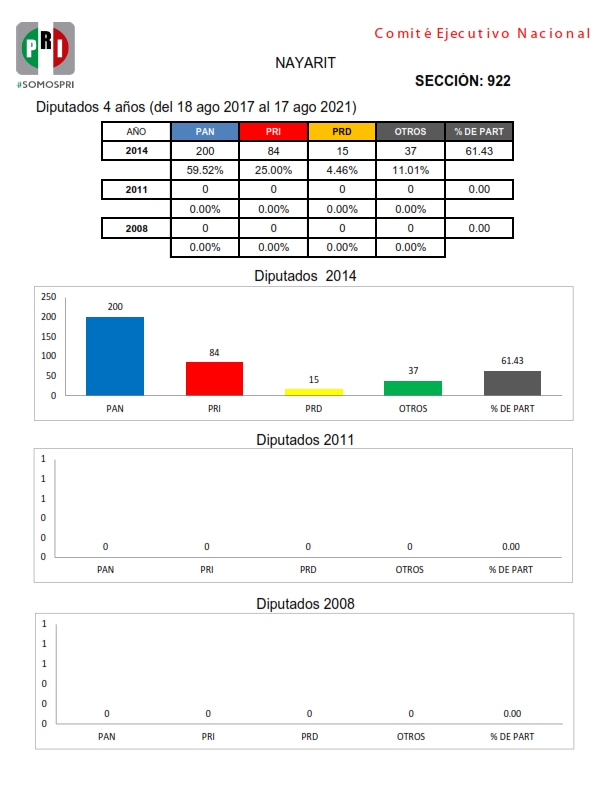 Comité Ejecutivo Nacional
PRI
#SOMOSPRI
NAYARIT
SECCIÓN: 922
Diputados 4 años (del 18 ago 2017 al 17 ago 2021)
AÑO PAN PRI PRD OTROS % DE PART
2014 200 84 15 37 61.43
59.52% 25.00% 4.46% 11.01%
2011 0 0 0 0 0.00
0.00% 0.00% 0.00% 0.00%
2008 0 0 0 0 0.00
0.00% 0.00% 0.00% 0.00%
Diputados 2014
250
200
150
100
50
0
200 84 15 37 61.43
PAN PRI PRD OTROS % DE PART
Diputados 2011
1
1
1
0
0
0
0 0 0 0 0.00
PAN PRI PRD OTROS % DE PART
Diputados 2008
1
1
1
0
0
0
0 0 0 0 0.00
PAN PRI PRD OTROS % DE PART